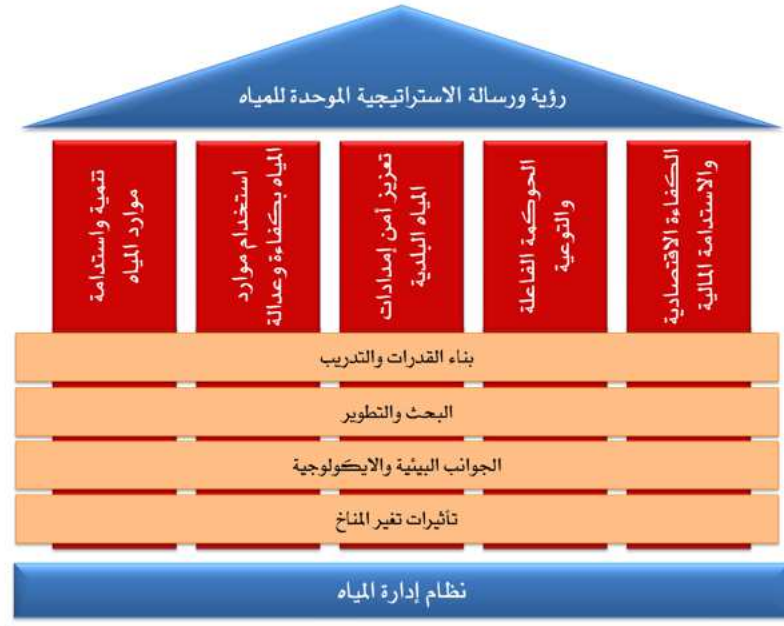 رؤية ورسالة الاستراتيجية الموحدة للمياه
الكفاءة الاقتصادية
والاستدامة المالية
الحوكمة الفاعلة
والتوعية
تعزيز أمن إمدادات
المياه البلدية
استخدام موارد
المياه بكفاءة وعدالة
تنمية واستدامة
موارد المياه
بناء القدرات والتدريب
البحث والتطوير
الجوانب البيئية والايكولوجية
تأثيرات تغير المناخ
نظام إدارة المياه